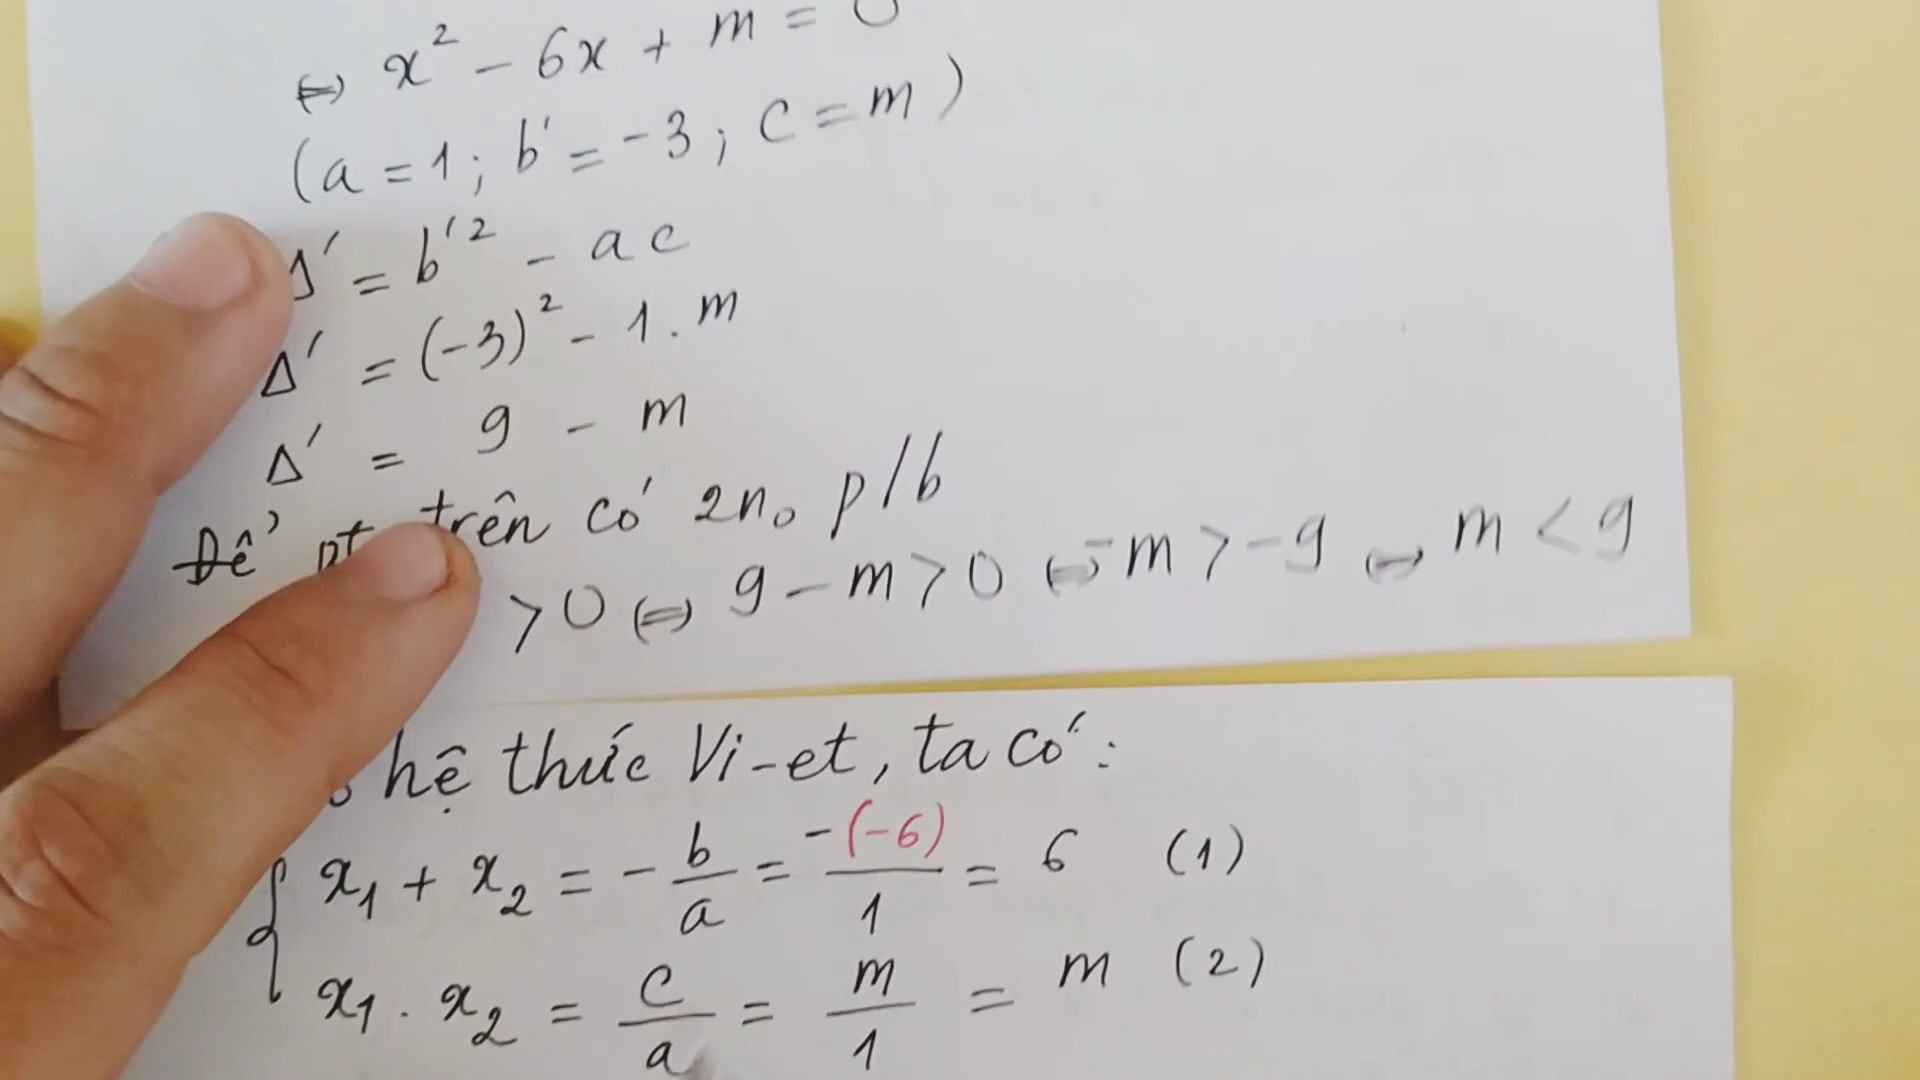 ⇔ x² - 6x + m = 0
(a = 1; b' = -3; c = m)
Δ' = b'² - ac
Δ' = (-3)² - 1.m
Δ' = 9 - m
Để pt trên có 2n₀ p/b
>0 ⇔ 9 - m > 0 ⇔ -m > -9 ⇔ m < 9
hệ thức Vi-et, ta có:
x₁ + x₂ = - b/a = -(-6)/1 = 6 (1)
x₁ . x₂ = c/a = m/1 = m (2)